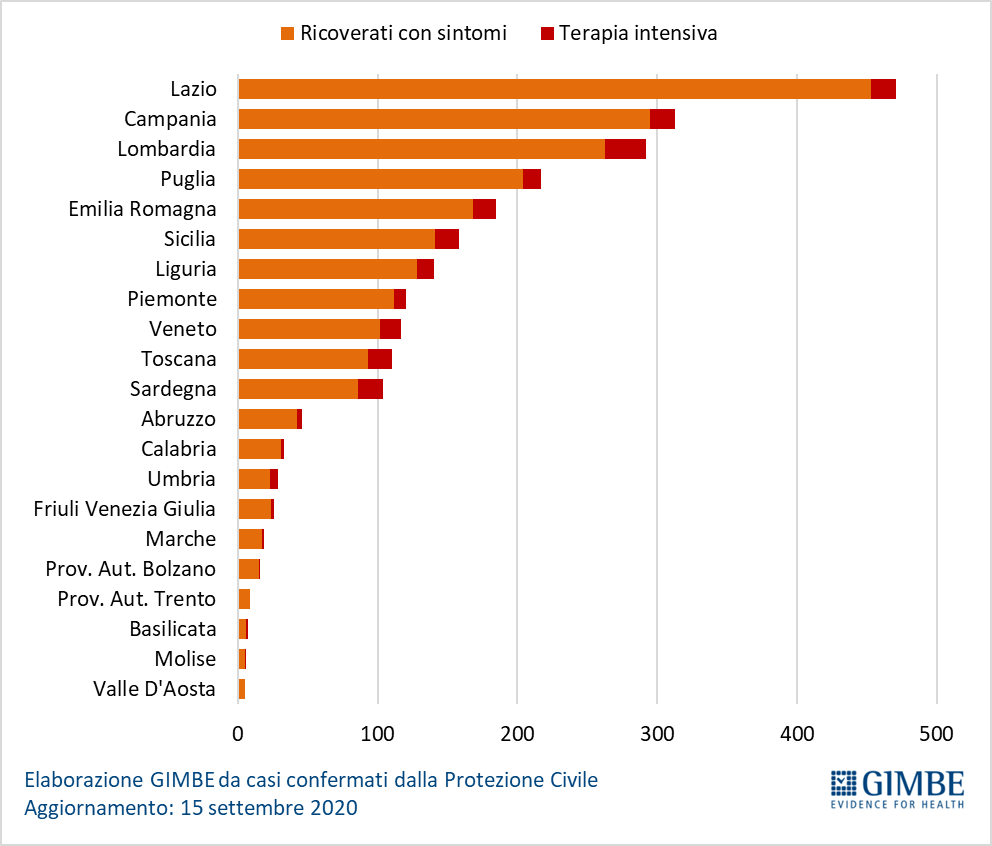 Ricoverati con sintomi Terapia intensiva
Lazio
Campania
Lombardia
Puglia
Emilia Romagna
Sicilia
Liguria
Piemonte
Veneto
Toscana
Sardegna
Abruzzo
Calabria
Umbria
Friuli Venezia Giulia
Marche
Prov. Aut. Bolzano
Prov. Aut. Trento
Basilicata
Molise
Valle D'Aosta
0 100 200 300 400 500
Elaborazione GIMBE da casi confermati dalla Protezione Civile
Aggiornamento: 15 settembre 2020
GIMBE
EVIDENCE FOR HEALTH